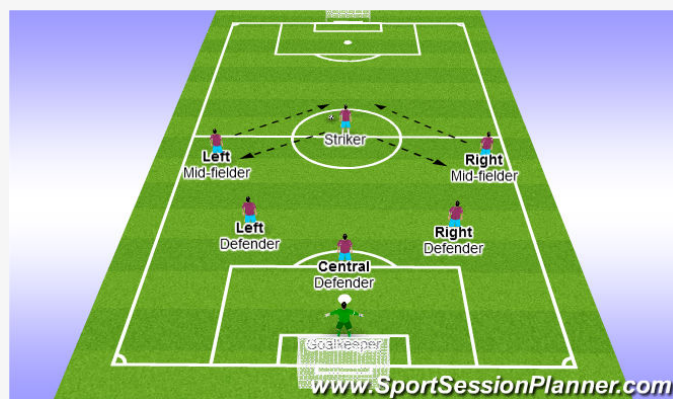 Striker
Left
Mid-fielder
Right
Mid-fielder
Left
Defender
Right
Defender
Central
Defender
Goalkeeper
www.SportSessionPlanner.com